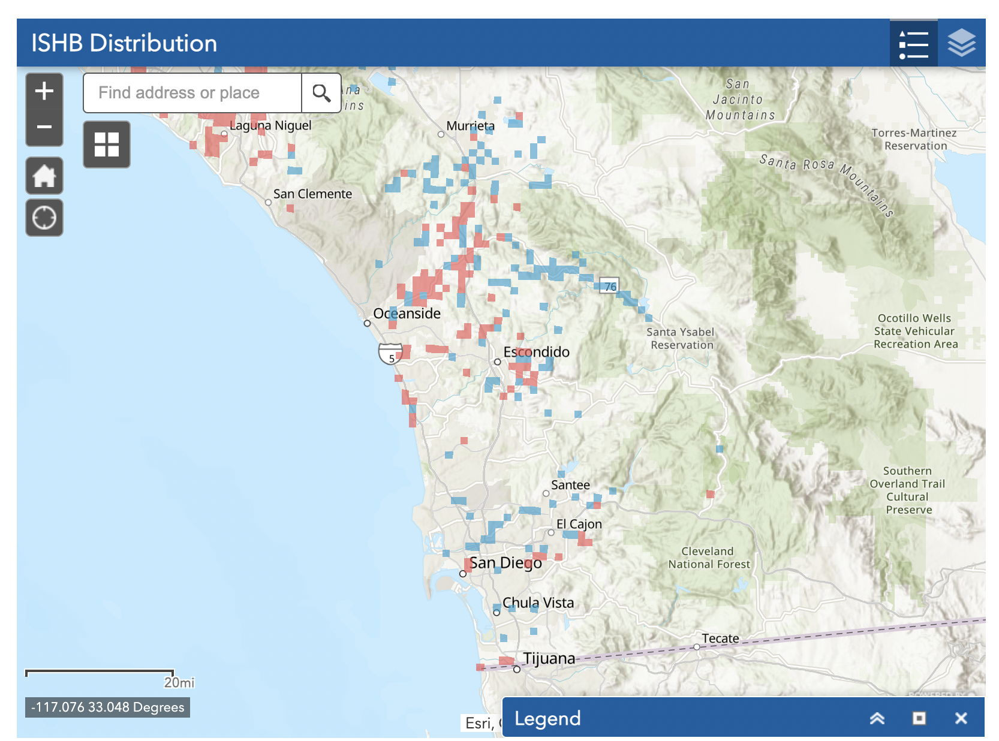 ISHB Distribution
Find address or place
San
Jacinto
Mountains
Laguna Niguel
Murrieta
Torres-Martinez
Reservation
Santa Rosa Mountains
San Clemente
76
Oceanside
Ocotillo Wells
State Vehicular
Recreation Area
Santa Ysabel
Reservation
5
Escondido
Santee
Southern
Overland Trail
Cultural
Preserve
El Cajon
Cleveland
National Forest
San Diego
Chula Vista
Tecate
Tijuana
20mi
POWERED BY
-117.076 33.048 Degrees
Esri,
Legend